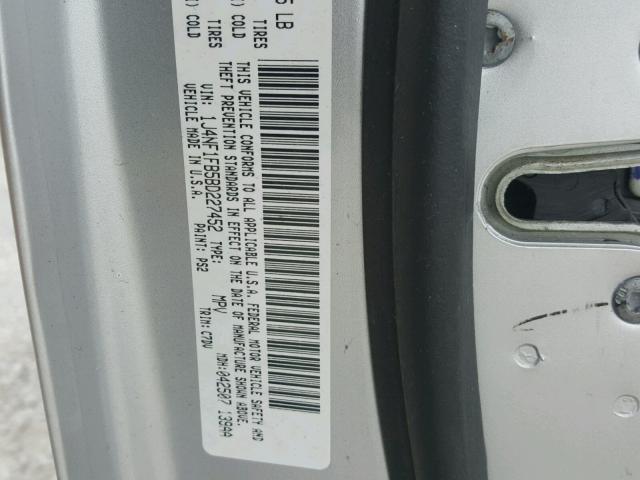 5 LB
TIRES COLD
TIRES COLD
THIS VEHICLE CONFORMS TO ALL APPLICABLE U.S.A. FEDERAL MOTOR VEHICLE SAFETY AND
THEFT PREVENTION STANDARDS IN EFFECT ON THE DATE OF MANUFACTURE SHOWN ABOVE.
VIN: 1J4NF1FB5BD227452 TYPE: MPV MDH:042507 139AA
VEHICLE MADE IN U.S.A. PAINT: PS2 TRIM: C7DV